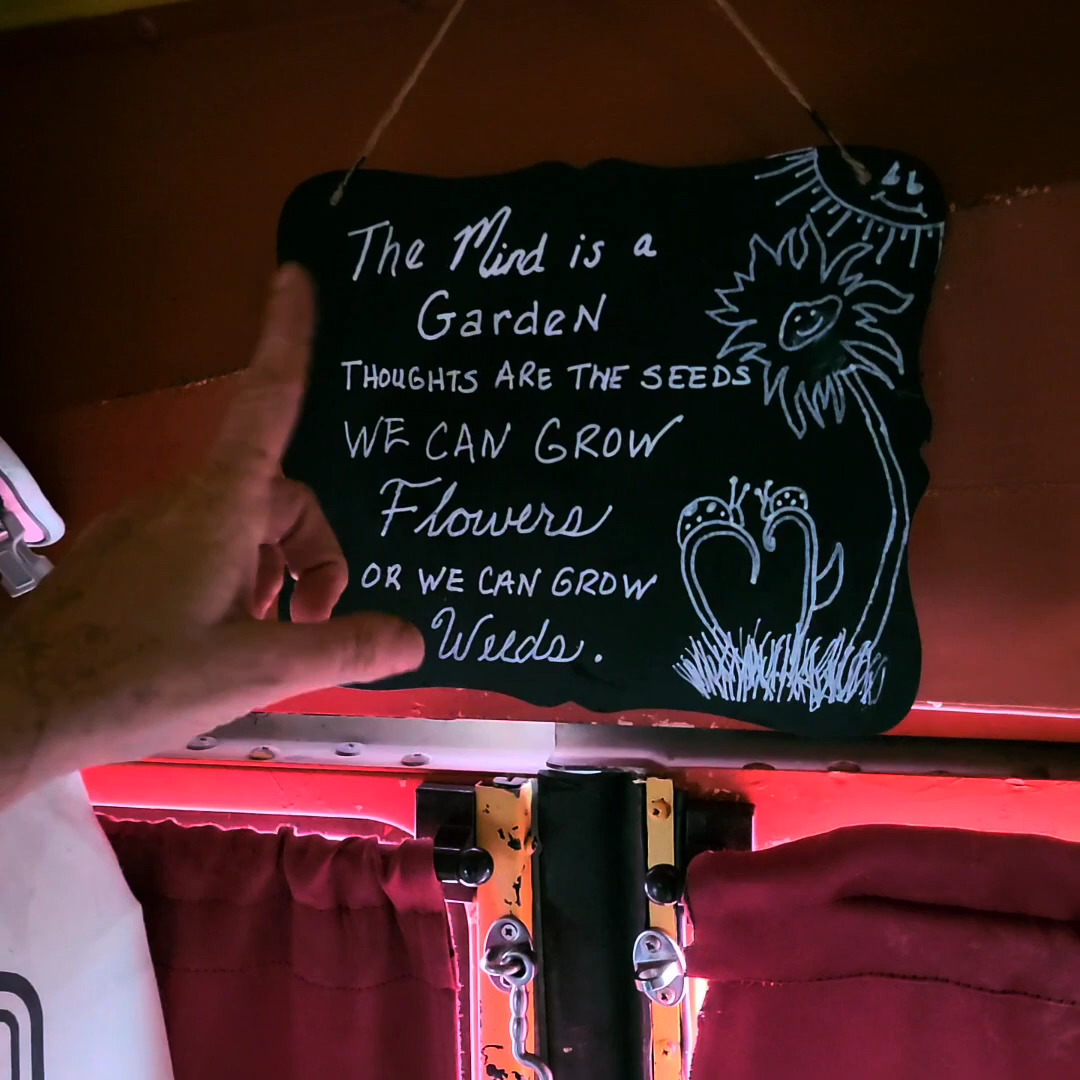 The Mind is a
GardeN
THOUGHTS ARE THE SEEDS
WE CAN GROW
Flowers
OR WE CAN GROW
Weeds.